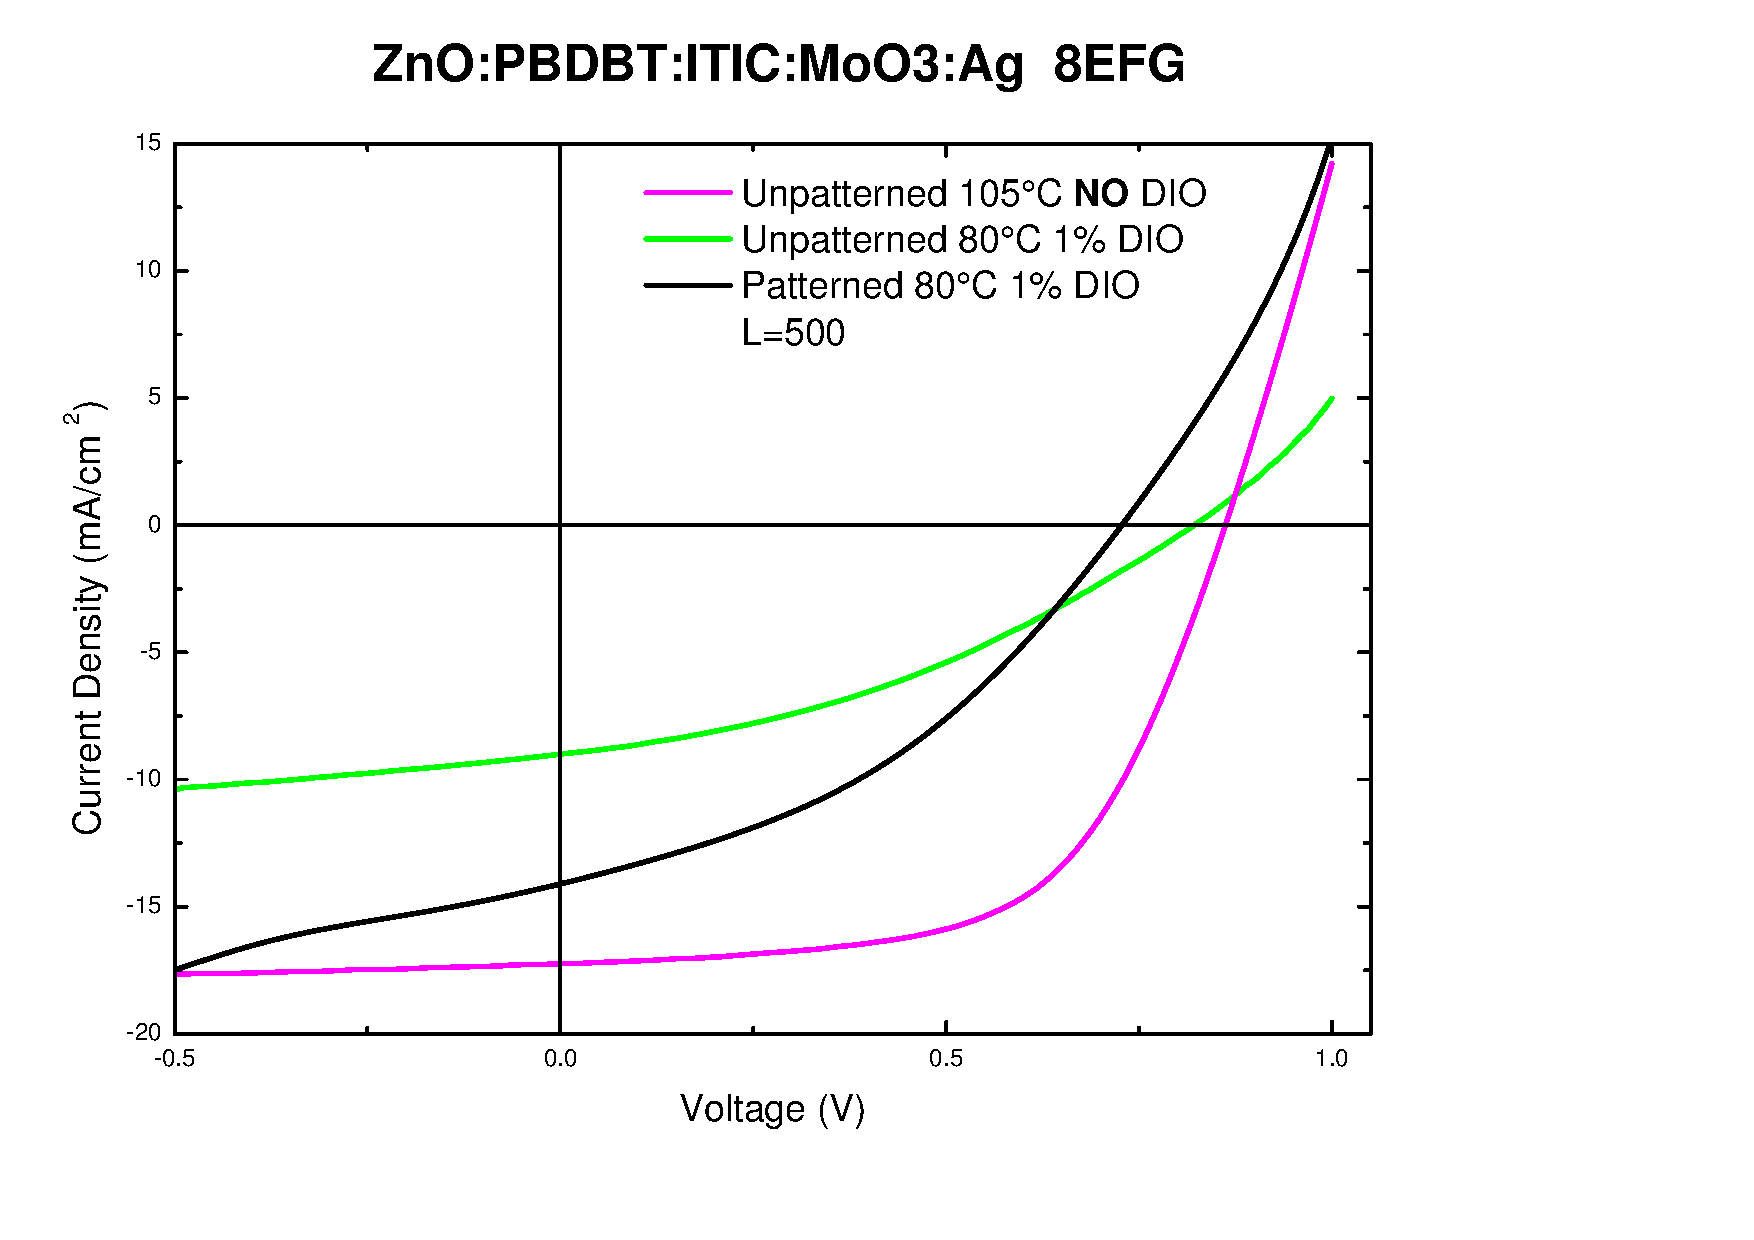 ZnO:PBDBT:ITIC:MoO3:Ag 8EFG
15
10
5
0
-5
-10
-15
-20
Current Density (mA/cm²)
Unpatterned 105°C NO DIO
Unpatterned 80°C 1% DIO
Patterned 80°C 1% DIO
L=500
-0.5 0.0 0.5 1.0
Voltage (V)